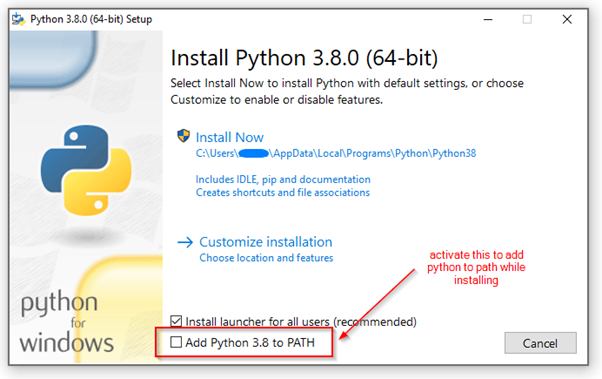 Python 3.8.0 (64-bit) Setup
Install Python 3.8.0 (64-bit)
Select Install Now to install Python with default settings, or choose
Customize to enable or disable features.
Install Now
C:\Users\ \AppData\Local\Programs\Python\Python38
Includes IDLE, pip and documentation
Creates shortcuts and file associations
Customize installation
Choose location and features
activate this to add
python to path while
installing
python
for
windows
Install launcher for all users (recommended)
Add Python 3.8 to PATH
Cancel